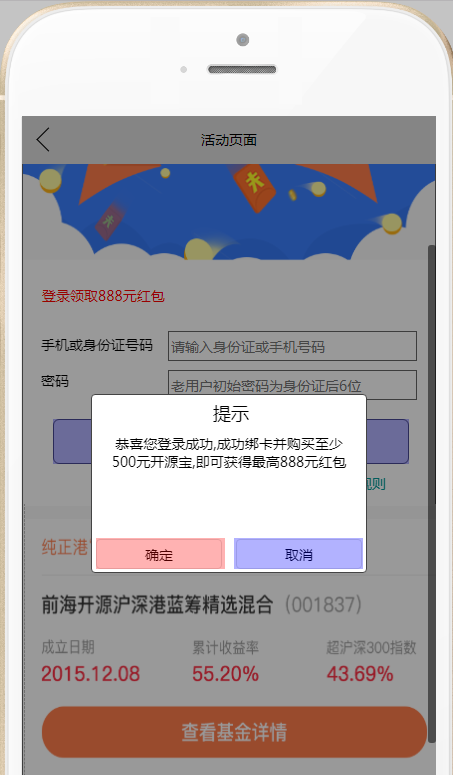 活动页面
登录领取888元红包
手机或身份证号码
请输入身份证或手机号码
密码
老用户初始密码为身份证后6位
提示
恭喜您登录成功,成功绑卡并购买至少
500元开源宝,即可获得最高888元红包
规则
确定
取消
纯正港
前海开源沪深港蓝筹精选混合（001837）
成立日期 累计收益率 超沪深300指数
2015.12.08 55.20% 43.69%
查看基金详情